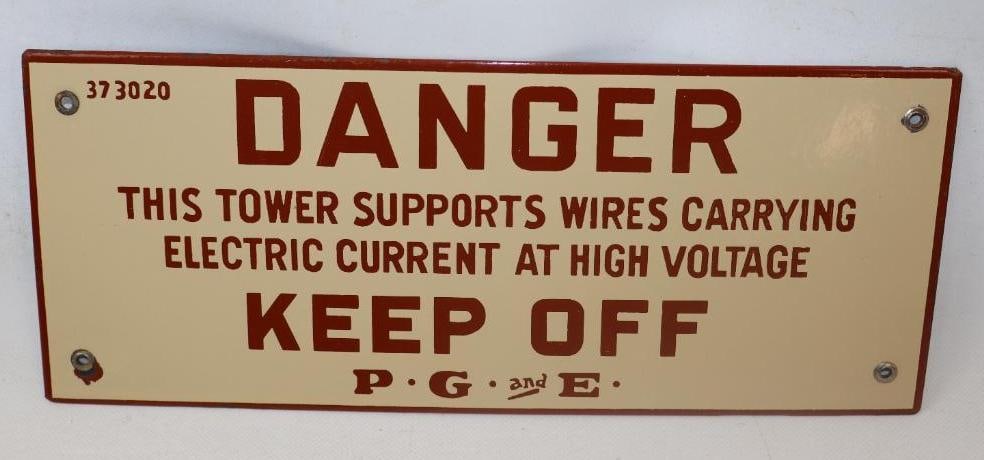 373020
DANGER
THIS TOWER SUPPORTS WIRES CARRYING
ELECTRIC CURRENT AT HIGH VOLTAGE
KEEP OFF
P · G · and E ·